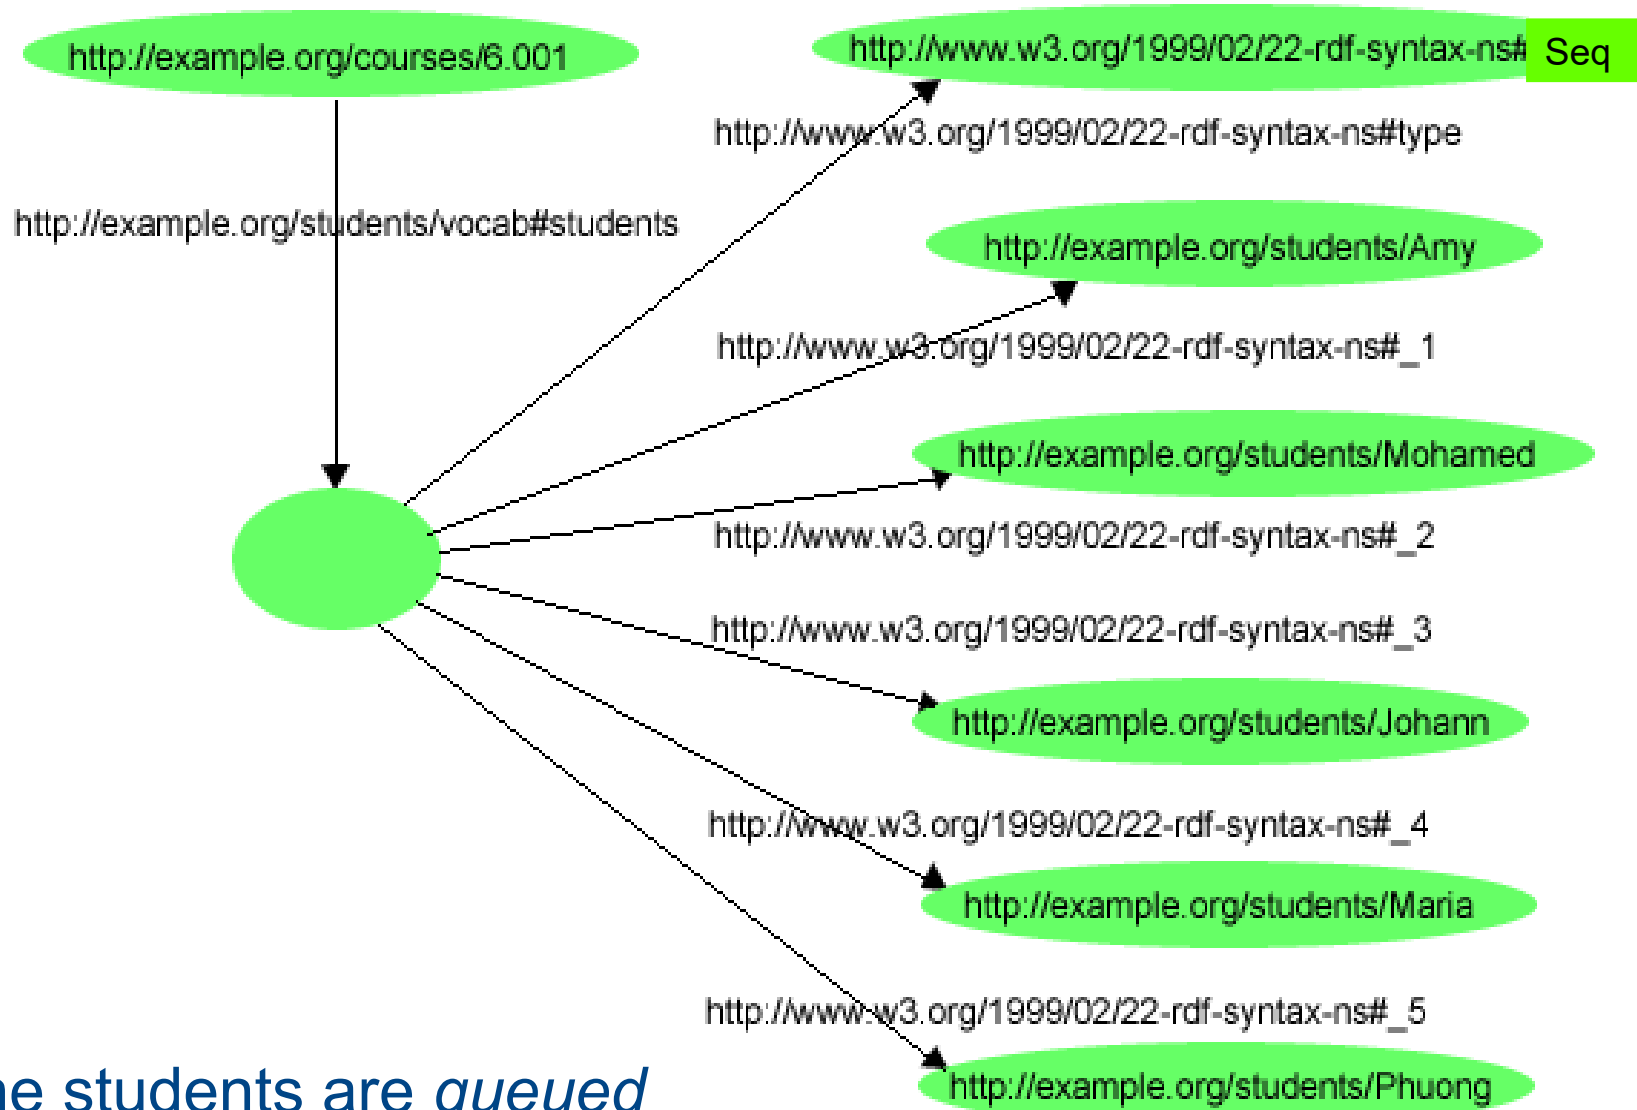 http://example.org/courses/6.001
http://www.w3.org/1999/02/22-rdf-syntax-ns# Seq
http://www.w3.org/1999/02/22-rdf-syntax-ns#type
http://example.org/students/vocab#students
http://example.org/students/Amy
http://www.w3.org/1999/02/22-rdf-syntax-ns#_1
http://example.org/students/Mohamed
http://www.w3.org/1999/02/22-rdf-syntax-ns#_2
http://www.w3.org/1999/02/22-rdf-syntax-ns#_3
http://example.org/students/Johann
http://www.w3.org/1999/02/22-rdf-syntax-ns#_4
http://example.org/students/Maria
http://www.w3.org/1999/02/22-rdf-syntax-ns#_5
http://example.org/students/Phuong
students are queued